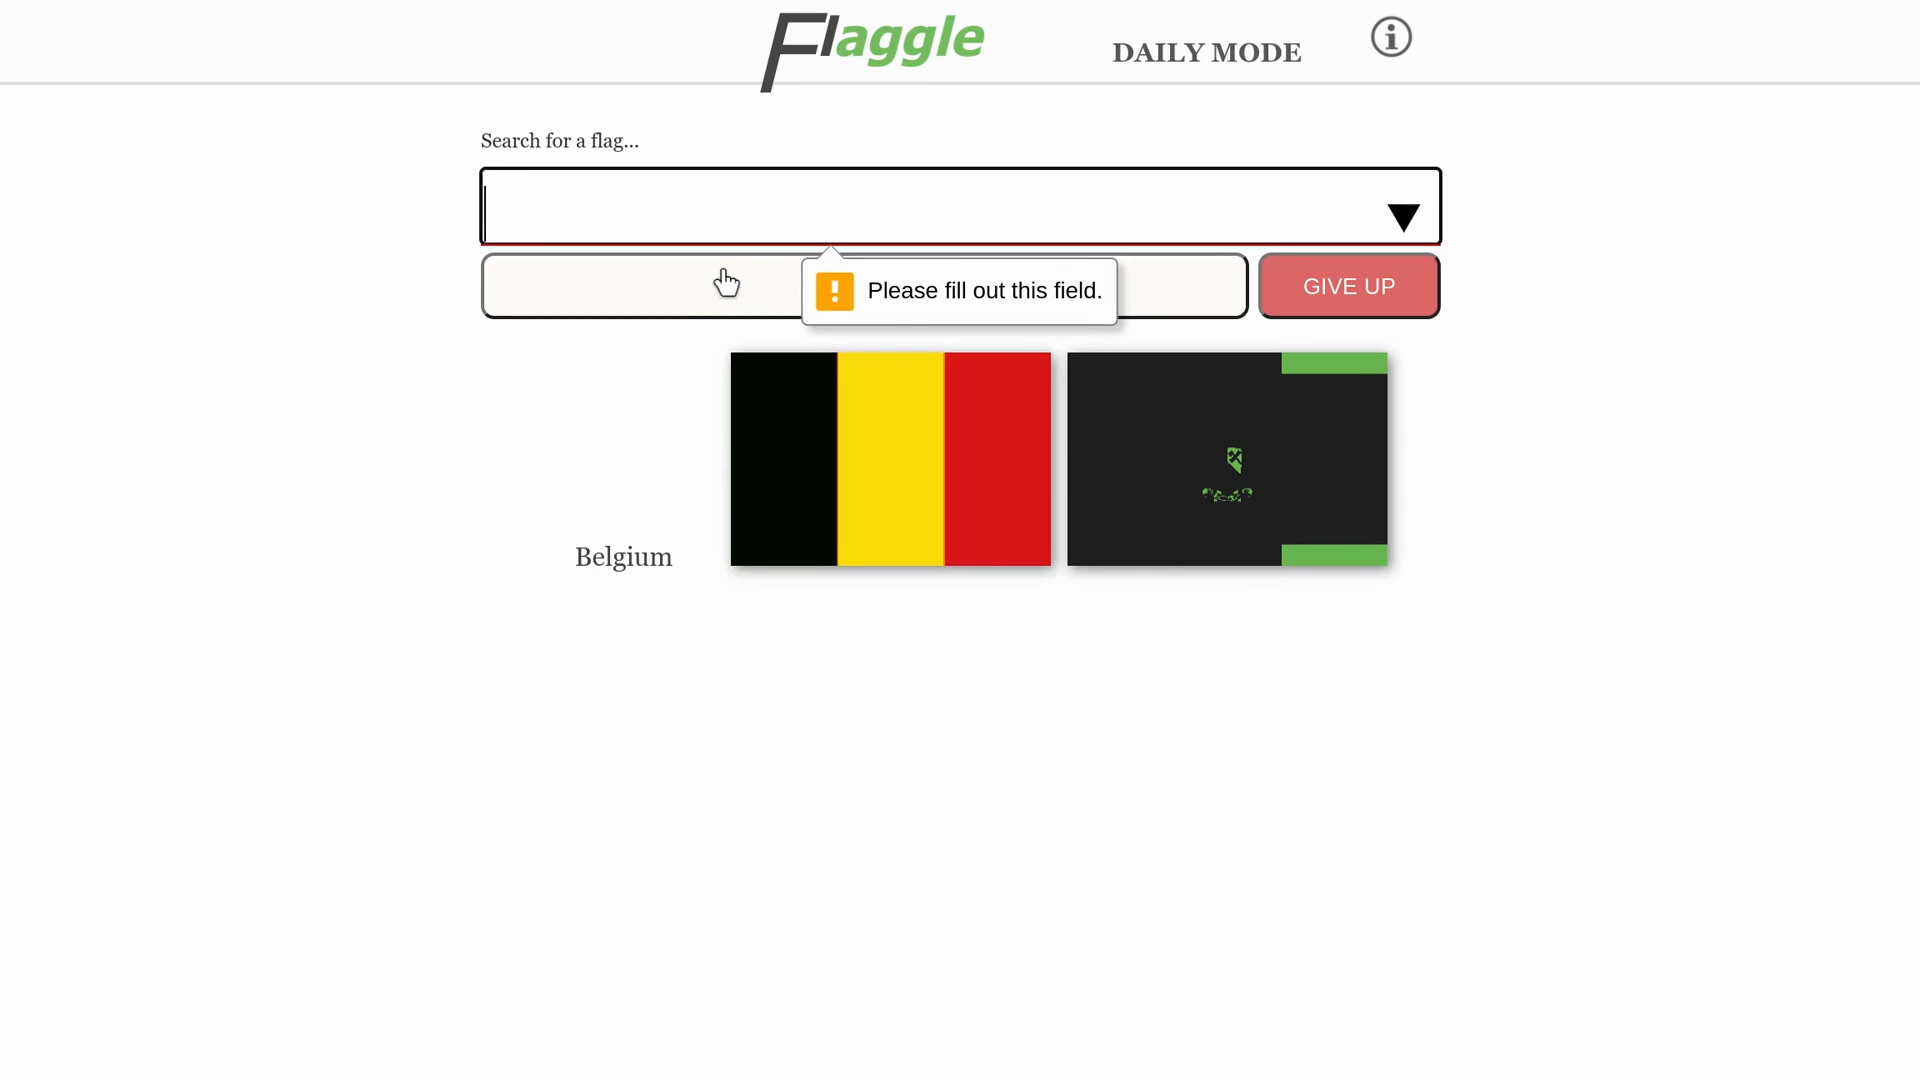 Flaggle
DAILY MODE
Search for a flag...
Please fill out this field.
GIVE UP
Belgium